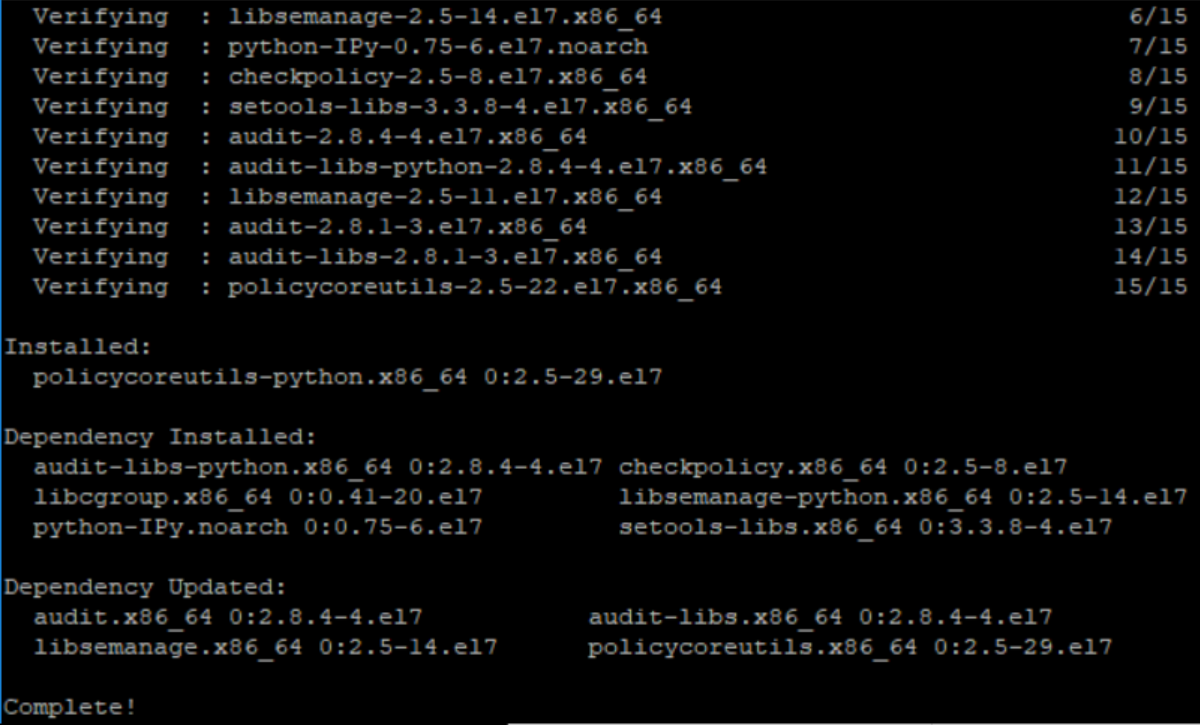 Verifying : libsemanage-2.5-14.el7.x86_64 6/15
Verifying : python-IPy-0.75-6.el7.noarch 7/15
Verifying : checkpolicy-2.5-8.el7.x86_64 8/15
Verifying : setools-libs-3.3.8-4.el7.x86_64 9/15
Verifying : audit-2.8.4-4.el7.x86_64 10/15
Verifying : audit-libs-python-2.8.4-4.el7.x86_64 11/15
Verifying : libsemanage-2.5-11.el7.x86_64 12/15
Verifying : audit-2.8.1-3.el7.x86_64 13/15
Verifying : audit-libs-2.8.1-3.el7.x86_64 14/15
Verifying : policycoreutils-2.5-22.el7.x86_64 15/15
Installed:
policycoreutils-python.x86_64 0:2.5-29.el7
Dependency Installed:
audit-libs-python.x86_64 0:2.8.4-4.el7 checkpolicy.x86_64 0:2.5-8.el7
libcgroup.x86_64 0:0.41-20.el7 libsemanage-python.x86_64 0:2.5-14.el7
python-IPy.noarch 0:0.75-6.el7 setools-libs.x86_64 0:3.3.8-4.el7
Dependency Updated:
audit.x86_64 0:2.8.4-4.el7 audit-libs.x86_64 0:2.8.4-4.el7
libsemanage.x86_64 0:2.5-14.el7 policycoreutils.x86_64 0:2.5-29.el7
Complete!